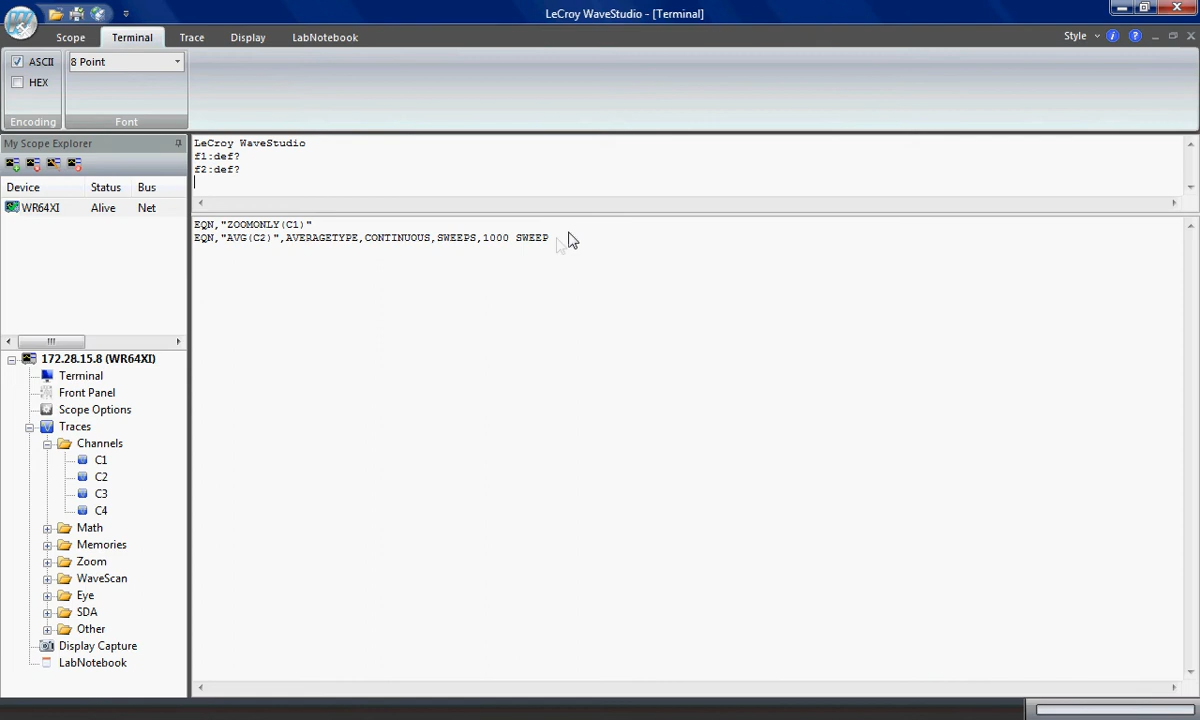 LeCroy WaveStudio - [Terminal]
Scope
Terminal
Trace
Display
LabNotebook
Style
ASCII
8 Point
HEX
Encoding
Font
My Scope Explorer
Device
Status
Bus
WR64XI
Alive
Net
LeCroy WaveStudio
f1:def?
f2:def?
EQN,"ZOOMONLY(C1)"
EQN,"AVG(C2)",AVERAGETYPE,CONTINUOUS,SWEEPS,1000 SWEEP
172.28.15.8 (WR64XI)
Terminal
Front Panel
Scope Options
Traces
Channels
C1
C2
C3
C4
Math
Memories
Zoom
WaveScan
Eye
SDA
Other
Display Capture
LabNotebook